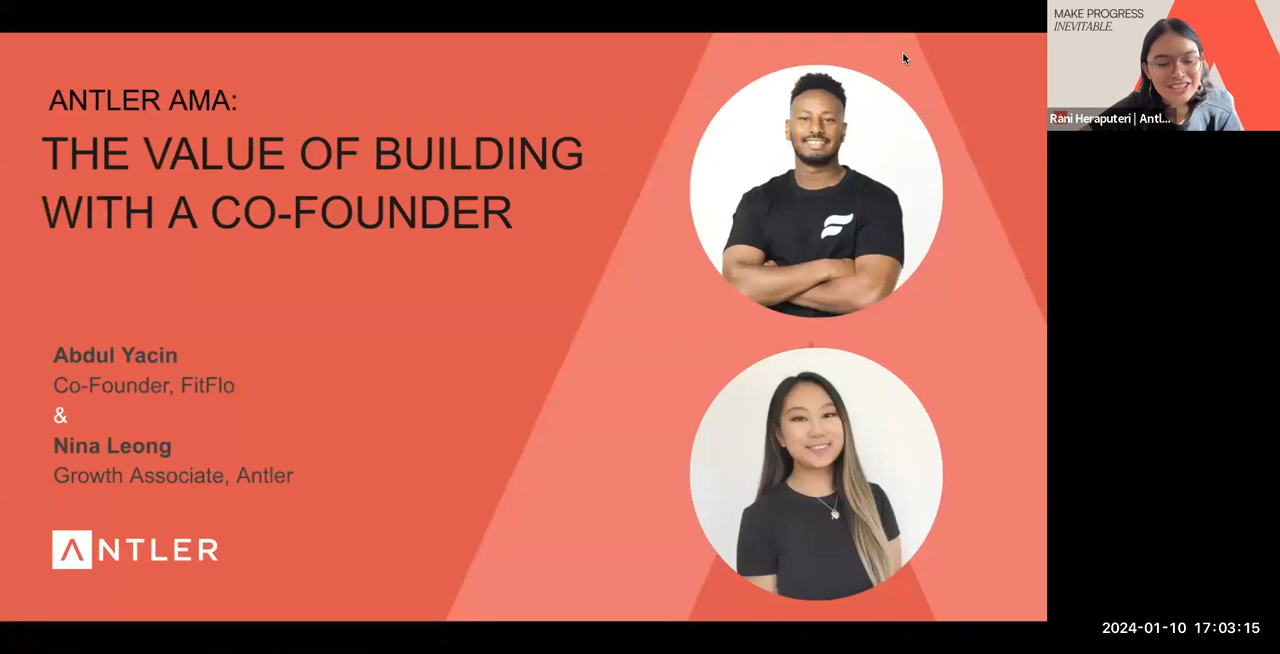 ANTLER AMA:
THE VALUE OF BUILDING
WITH A CO-FOUNDER
Abdul Yacin
Co-Founder, FitFlo
&
Nina Leong
Growth Associate, Antler
ANTLER
MAKE PROGRESS
INEVITABLE.
Rani Heraputeri | Antl...
2024-01-10 17:03:15